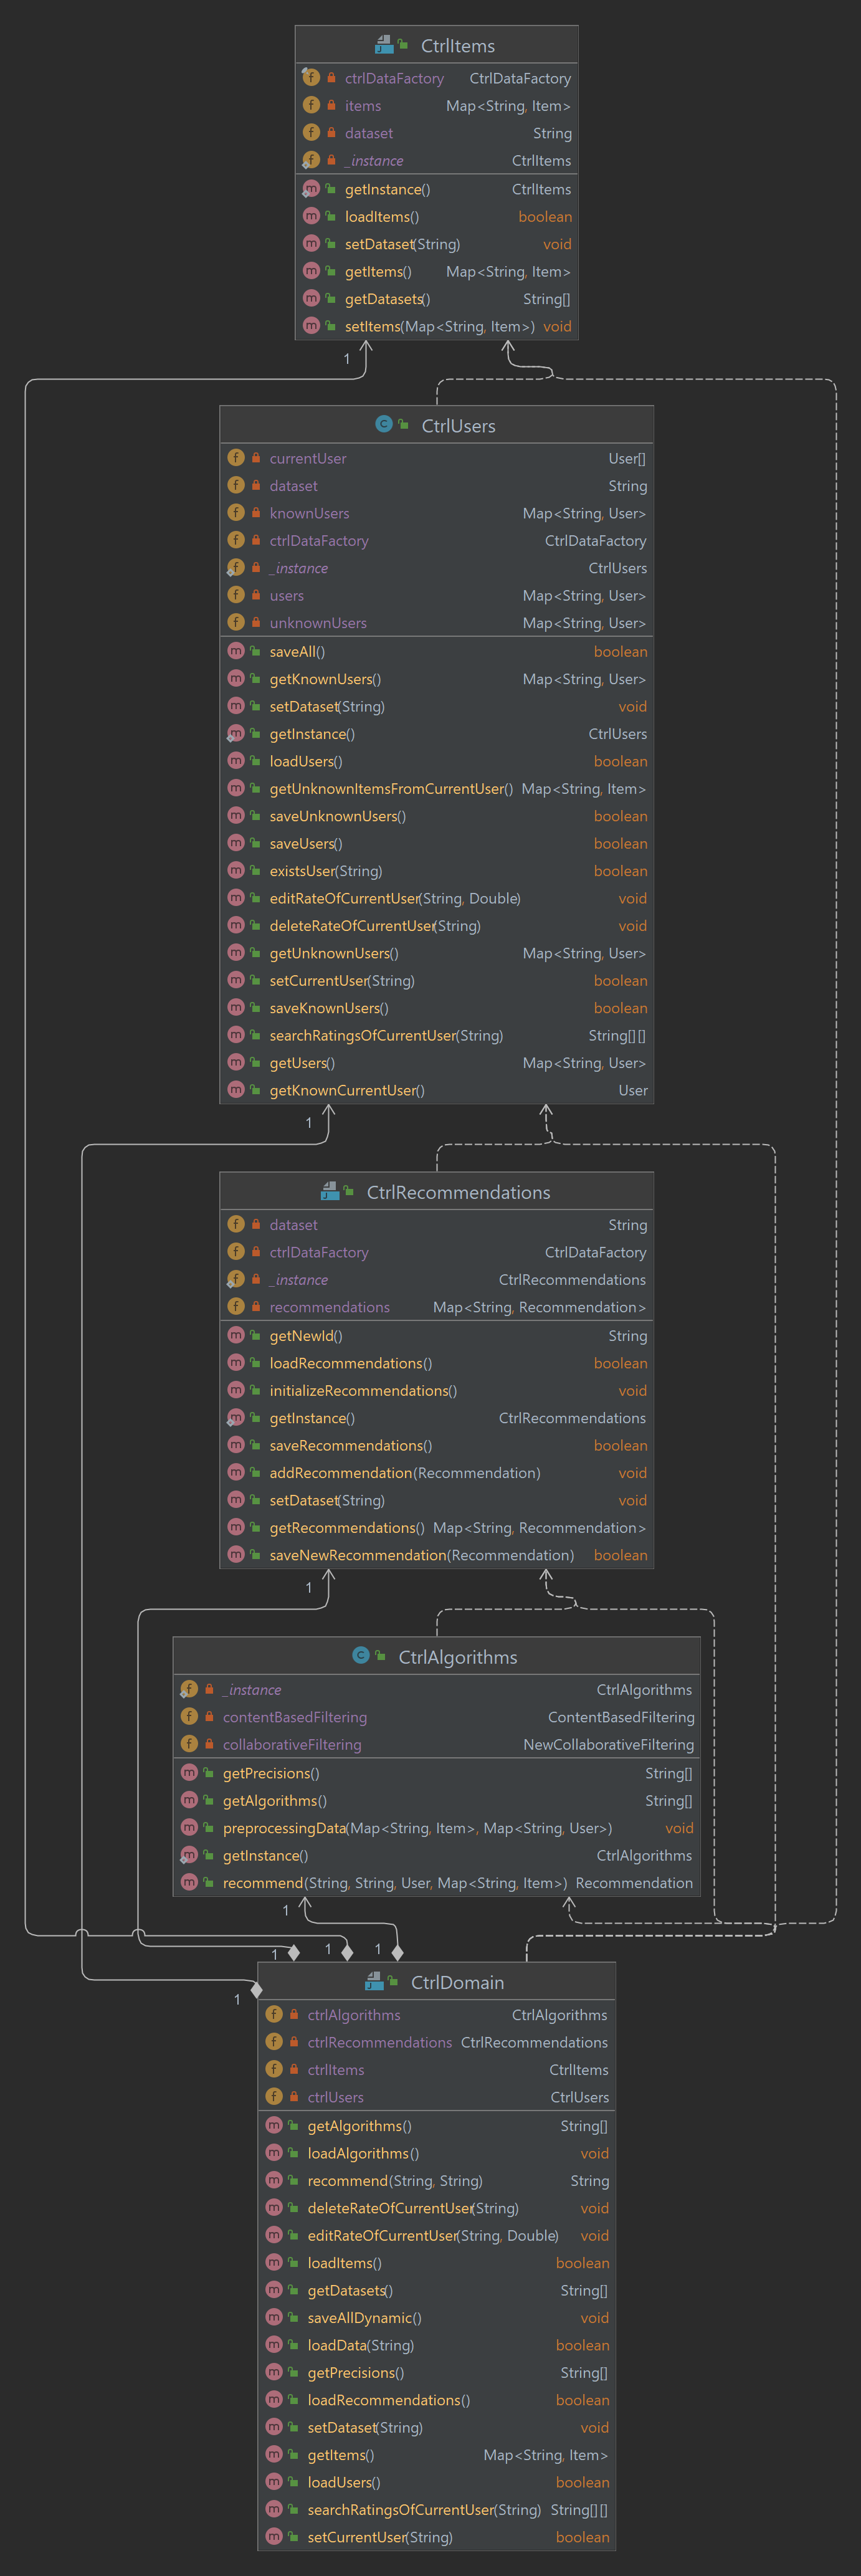 CtrlItems
ctrlDataFactory CtrlDataFactory
items Map<String, Item>
dataset String
_instance CtrlItems
getInstance() CtrlItems
loadItems() boolean
setDataset(String) void
getItems() Map<String, Item>
getDatasets() String[]
setItems(Map<String, Item>) void
1
CtrlUsers
currentUser User[]
dataset String
knownUsers Map<String, User>
ctrlDataFactory CtrlDataFactory
_instance CtrlUsers
users Map<String, User>
unknownUsers Map<String, User>
saveAll() boolean
getKnownUsers() Map<String, User>
setDataset(String) void
getInstance() CtrlUsers
loadUsers() boolean
getUnknownItemsFromCurrentUser() Map<String, Item>
saveUnknownUsers() boolean
saveUsers() boolean
existsUser(String) boolean
editRateOfCurrentUser(String, Double) void
deleteRateOfCurrentUser(String) void
getUnknownUsers() Map<String, User>
setCurrentUser(String) boolean
saveKnownUsers() boolean
searchRatingsOfCurrentUser(String) String[][]
getUsers() Map<String, User>
getKnownCurrentUser() User
1
CtrlRecommendations
dataset String
ctrlDataFactory CtrlDataFactory
_instance CtrlRecommendations
recommendations Map<String, Recommendation>
getNewId() String
loadRecommendations() boolean
initializeRecommendations() void
getInstance() CtrlRecommendations
saveRecommendations() boolean
addRecommendation(Recommendation) void
setDataset(String) void
getRecommendations() Map<String, Recommendation>
saveNewRecommendation(Recommendation) boolean
1
CtrlAlgorithms
_instance CtrlAlgorithms
contentBasedFiltering ContentBasedFiltering
collaborativeFiltering NewCollaborativeFiltering
getPrecisions() String[]
getAlgorithms() String[]
preprocessingData(Map<String, Item>, Map<String, User>) void
getInstance() CtrlAlgorithms
recommend(String, String, User, Map<String, Item>) Recommendation
1
1 1 1
1
CtrlDomain
ctrlAlgorithms CtrlAlgorithms
ctrlRecommendations CtrlRecommendations
ctrlItems CtrlItems
ctrlUsers CtrlUsers
getAlgorithms() String[]
loadAlgorithms() void
recommend(String, String) String
deleteRateOfCurrentUser(String) void
editRateOfCurrentUser(String, Double) void
loadItems() boolean
getDatasets() String[]
saveAllDynamic() void
loadData(String) boolean
getPrecisions() String[]
loadRecommendations() boolean
setDataset(String) void
getItems() Map<String, Item>
loadUsers() boolean
searchRatingsOfCurrentUser(String) String[][]
setCurrentUser(String) boolean